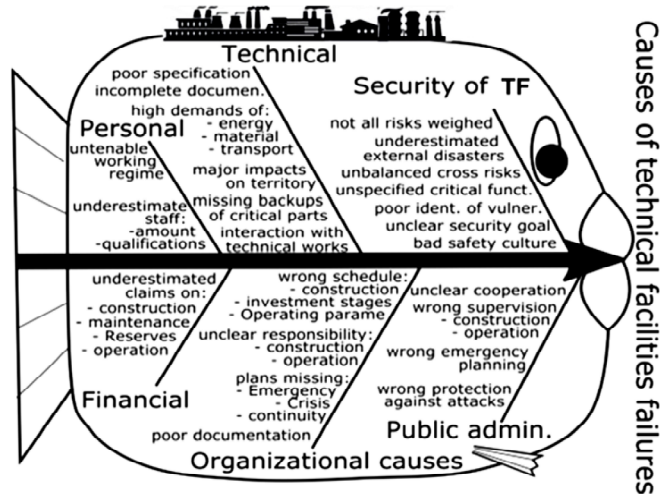 Technical
poor specification
incomplete documen.
high demands of:
- energy
- material
- transport
major impacts
on territory
missing backups
of critical parts
interaction with
technical works
Security of TF
not all risks weighed
underestimated
external disasters
unbalanced cross risks
unspecified critical funct.
poor ident. of vulner.
unclear security goal
bad safety culture
Personal
untenable
working
regime
underestimate
staff:
-amount
-qualifications
underestimated
claims on:
- construction
- maintenance
- Reserves
- operation
Financial
wrong schedule:
- construction
- investment stages
- Operating parame
unclear responsibility:
- construction
- operation
plans missing:
- Emergency
- Crisis
- continuity
poor documentation
Organizational causes
unclear cooperation
wrong supervision
- construction
- operation
wrong emergency
planning
wrong protection
against attacks
Public admin.
Causes of technical facilities failures